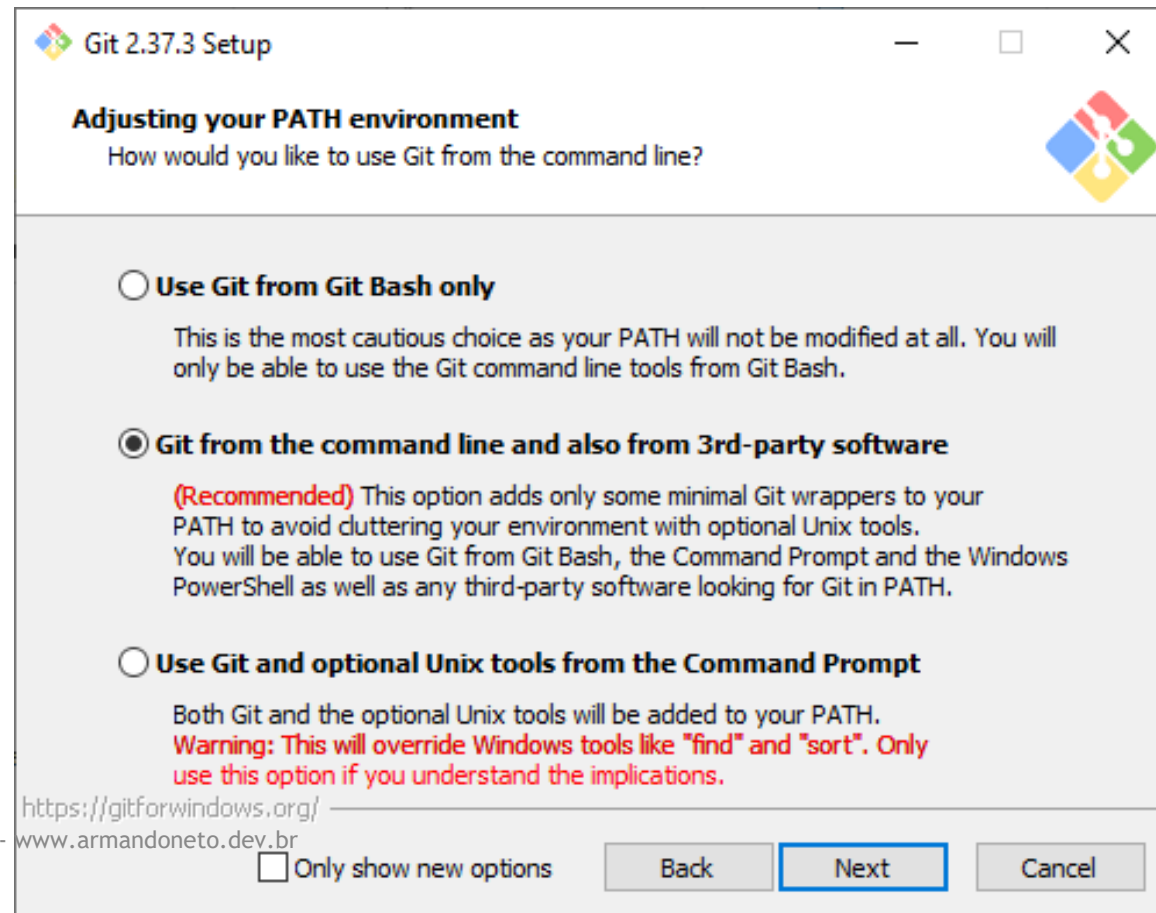 Git 2.37.3 Setup
Adjusting your PATH environment
How would you like to use Git from the command line?
Use Git from Git Bash only
This is the most cautious choice as your PATH will not be modified at all. You will
only be able to use the Git command line tools from Git Bash.
Git from the command line and also from 3rd-party software
(Recommended) This option adds only some minimal Git wrappers to your
PATH to avoid cluttering your environment with optional Unix tools.
You will be able to use Git from Git Bash, the Command Prompt and the Windows
PowerShell as well as any third-party software looking for Git in PATH.
Use Git and optional Unix tools from the Command Prompt
Both Git and the optional Unix tools will be added to your PATH.
Warning: This will override Windows tools like "find" and "sort". Only
use this option if you understand the implications.
https://gitforwindows.org/
- www.armandoneto.dev.br
Only show new options
Back
Next
Cancel